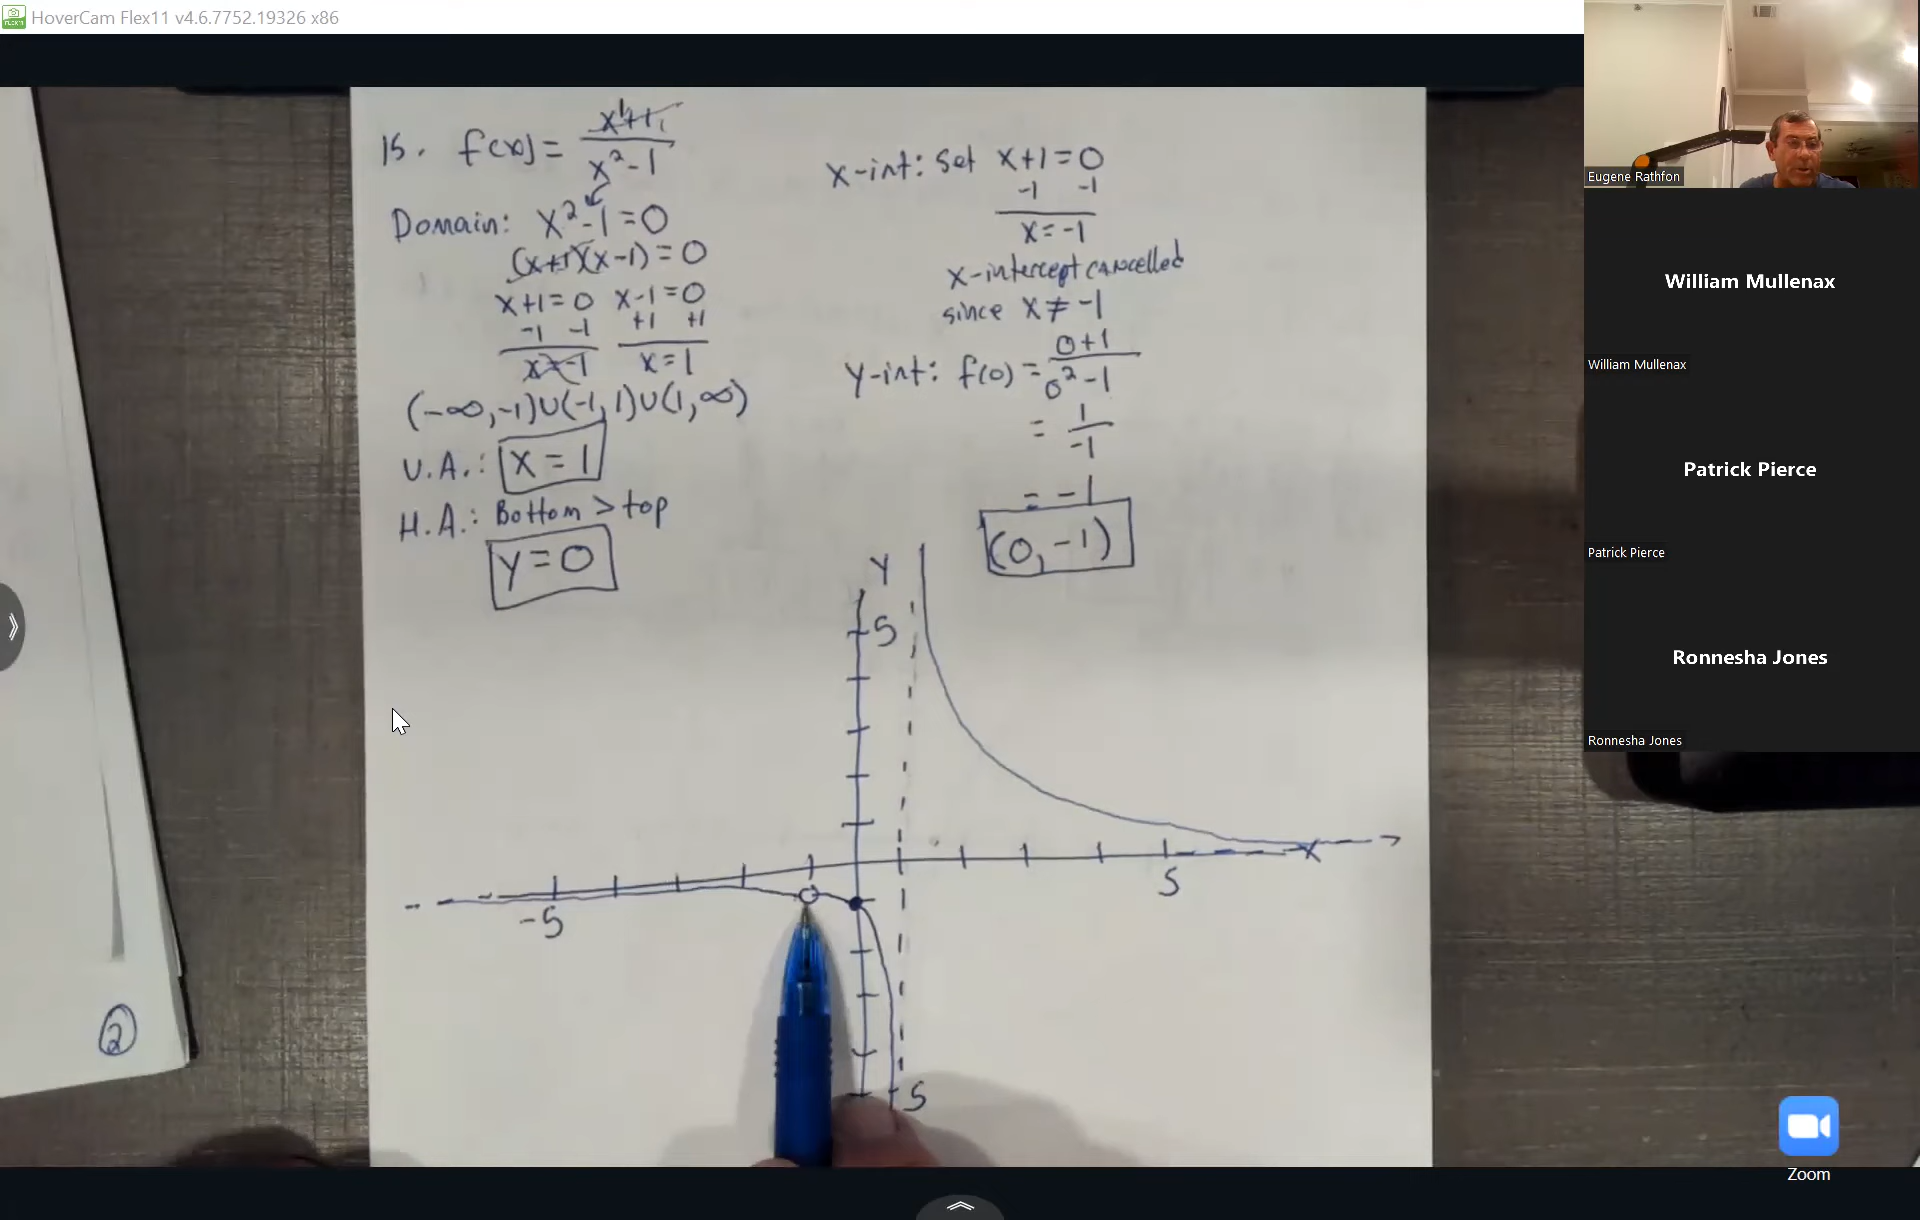 HoverCam Flex11 v4.6.7752.19326 x86
FLEX11
15. f(x) = x+1 1
x² - 1
Domain: x² - 1 = 0
(x+1)(x-1) = 0
x+1 = 0 x-1 = 0
-1 -1 +1 +1
x = -1 x = 1
(-∞, -1)∪(-1, 1)∪(1, ∞)
V.A.: x = 1
H.A.: Bottom > top
y = 0
x-int: set x+1 = 0
-1 -1
x = -1
x-intercept cancelled
since x ≠ -1
y-int: f(0) = 0+1
0² - 1
= 1
-1
= -1
(0, -1)
y
5
x
5
-5
-5
2
Eugene Rathfon
William Mullenax
William Mullenax
Patrick Pierce
Patrick Pierce
Ronnesha Jones
Ronnesha Jones
Zoom